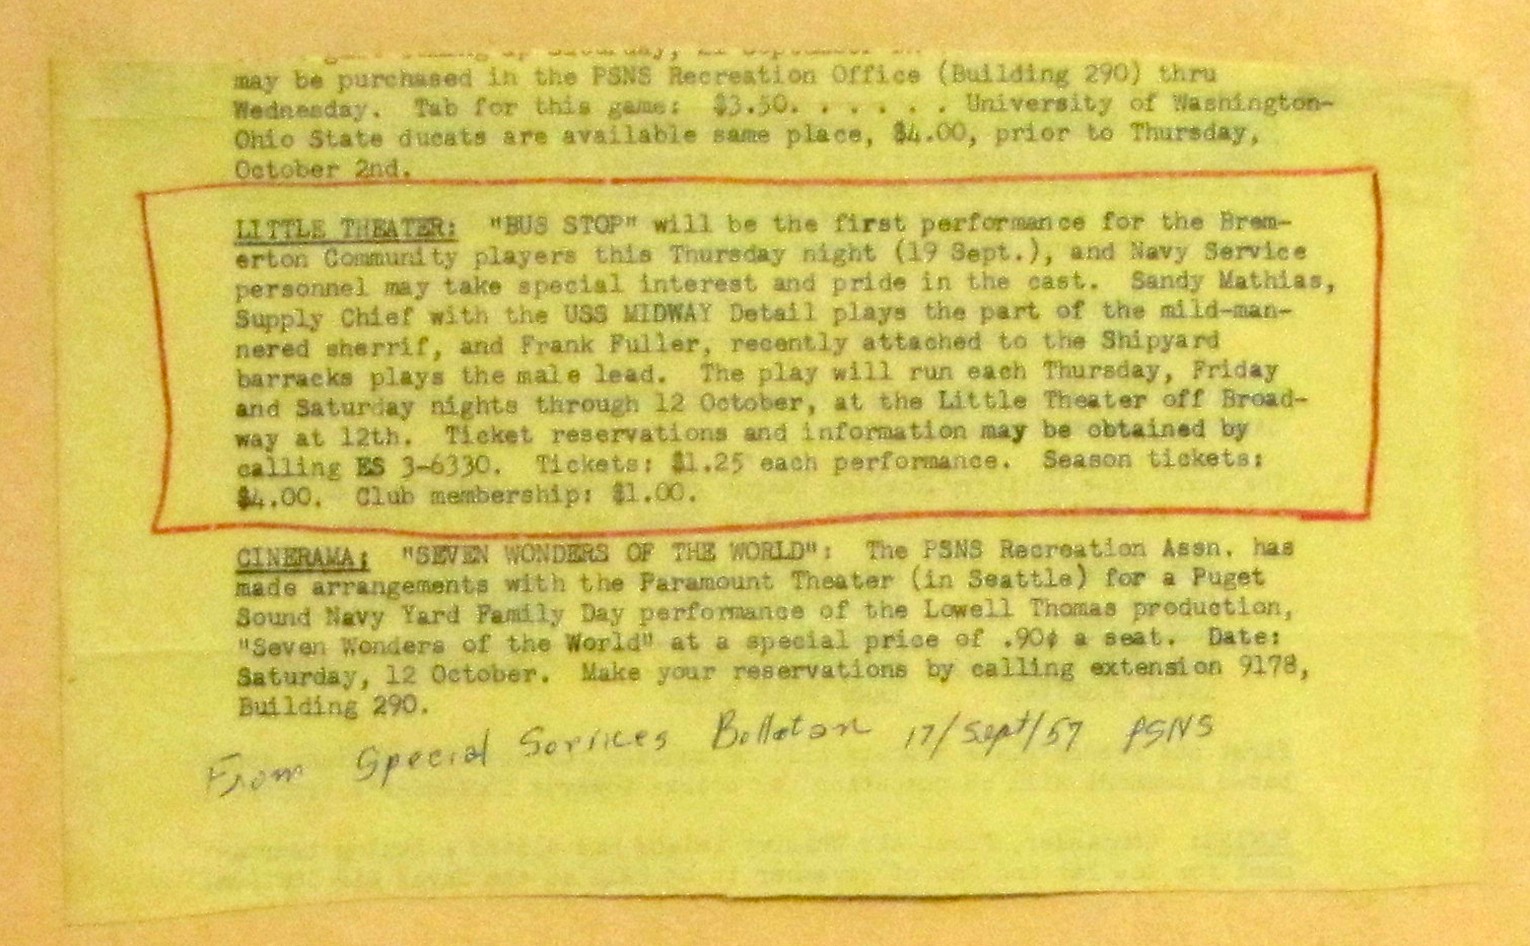 may be purchased in the PSNS Recreation Office (Building 290) thru
Wednesday. Tab for this game: $3.50. . . . . . University of Washington-
Ohio State ducats are available same place, $4.00, prior to Thursday,
October 2nd.
LITTLE THEATER: "BUS STOP" will be the first performance for the Brem-
erton Community players this Thursday night (19 Sept.), and Navy Service
personnel may take special interest and pride in the cast. Sandy Mathias,
Supply Chief with the USS MIDWAY Detail plays the part of the mild-man-
nered sherrif, and Frank Fuller, recently attached to the Shipyard
barracks plays the male lead. The play will run each Thursday, Friday
and Saturday nights through 12 October, at the Little Theater off Broad-
way at 12th. Ticket reservations and information may be obtained by
calling ES 3-6330. Tickets: $1.25 each performance. Season tickets:
$4.00. Club membership: $1.00.
CINERAMA; "SEVEN WONDERS OF THE WORLD": The PSNS Recreation Assn. has
made arrangements with the Paramount Theater (in Seattle) for a Puget
Sound Navy Yard Family Day performance of the Lowell Thomas production,
"Seven Wonders of the World" at a special price of .90¢ a seat. Date:
Saturday, 12 October. Make your reservations by calling extension 9178,
Building 290.
From Special Services Bulletan 17/Sept/57 PSNS